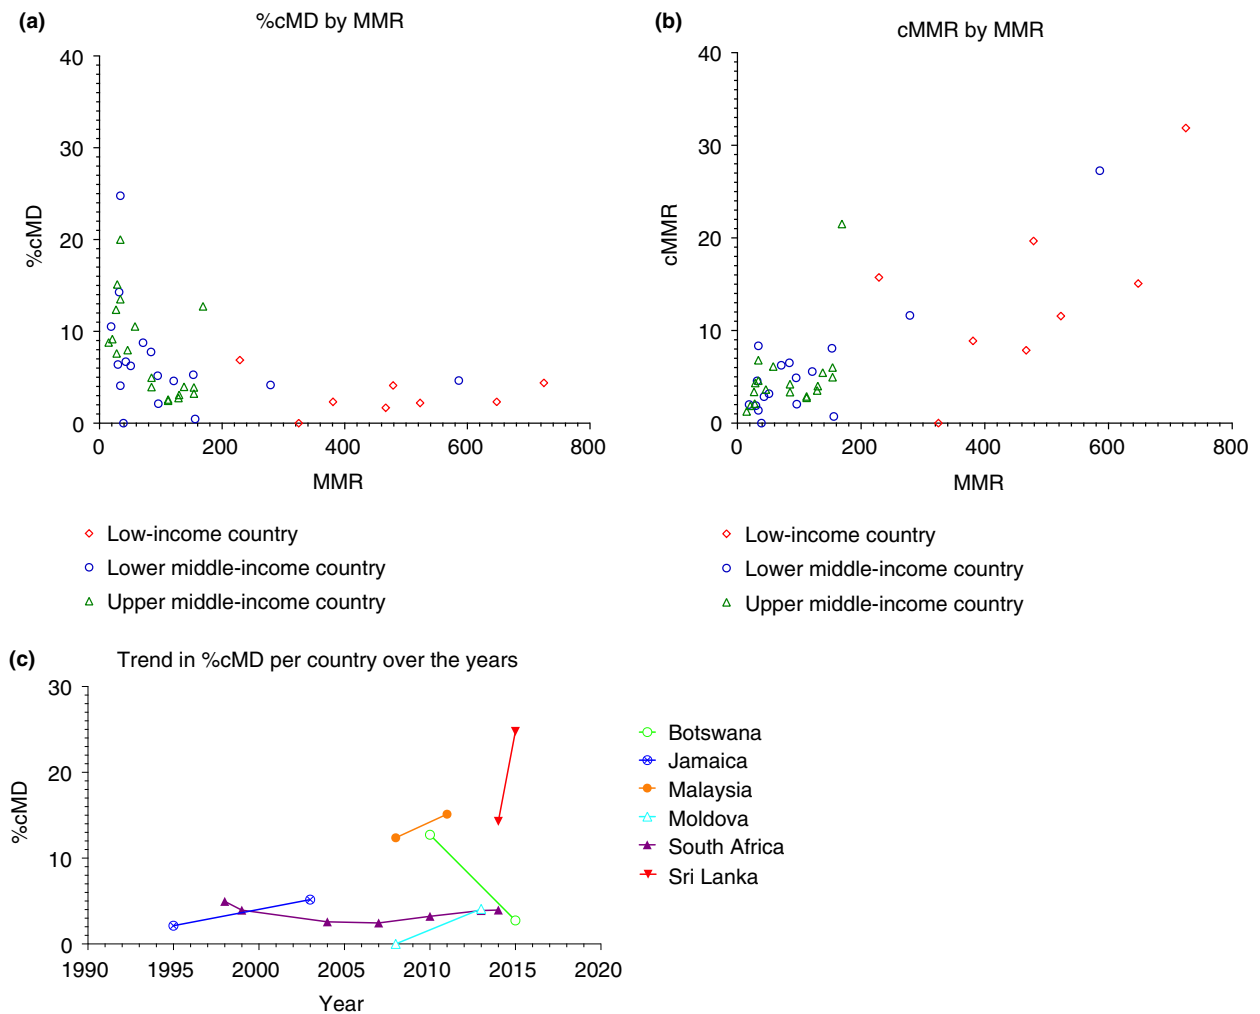 (a)
%cMD by MMR
40
30
20
10
0
%cMD
0
200
400
600
800
MMR
Low-income country
Lower middle-income country
Upper middle-income country
(b)
cMMR by MMR
40
30
20
10
0
cMMR
0
200
400
600
800
MMR
Low-income country
Lower middle-income country
Upper middle-income country
(c)
Trend in %cMD per country over the years
30
20
10
0
%cMD
1990
1995
2000
2005
2010
2015
2020
Year
Botswana
Jamaica
Malaysia
Moldova
South Africa
Sri Lanka